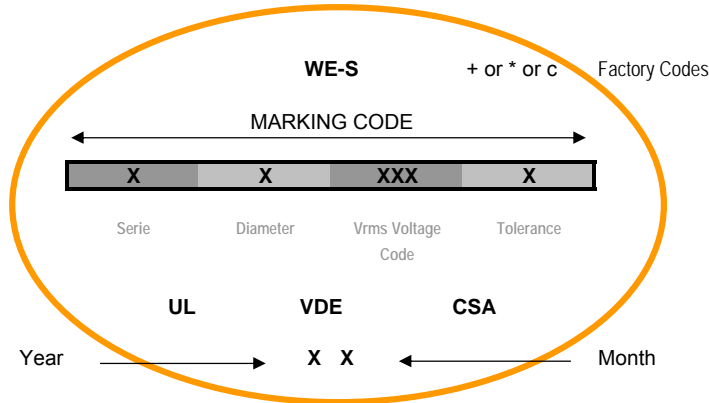 WE-S + or * or c Factory Codes
MARKING CODE
X X XXX X
Serie Diameter Vrms Voltage Code Tolerance
UL VDE CSA
Year X X Month